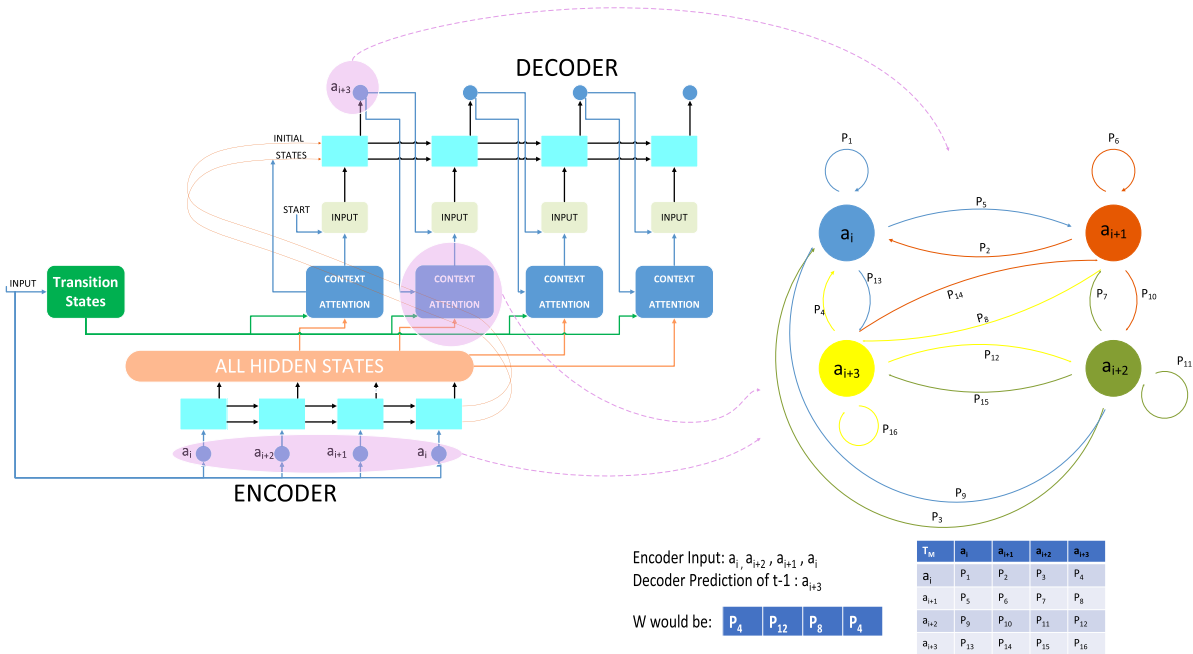 DECODER
a_{i+3}
INITIAL
STATES
START
INPUT INPUT INPUT INPUT
CONTEXT ATTENTION
CONTEXT ATTENTION
CONTEXT ATTENTION
CONTEXT ATTENTION
INPUT
Transition
States
ALL HIDDEN STATES
a_i a_{i+2} a_{i+1} a_i
ENCODER
P_1
P_6
a_i
P_5
a_{i+1}
P_2
P_13
P_14
P_4
P_8
P_7
P_10
a_{i+3}
P_12
a_{i+2}
P_11
P_15
P_16
P_9
P_3
Encoder Input: a_i, a_{i+2} , a_{i+1} , a_i
Decoder Prediction of t-1 : a_{i+3}
W would be: P_4 P_12 P_8 P_4
T_M a_i a_{i+1} a_{i+2} a_{i+3}
a_i P_1 P_2 P_3 P_4
a_{i+1} P_5 P_6 P_7 P_8
a_{i+2} P_9 P_10 P_11 P_12
a_{i+3} P_13 P_14 P_15 P_16